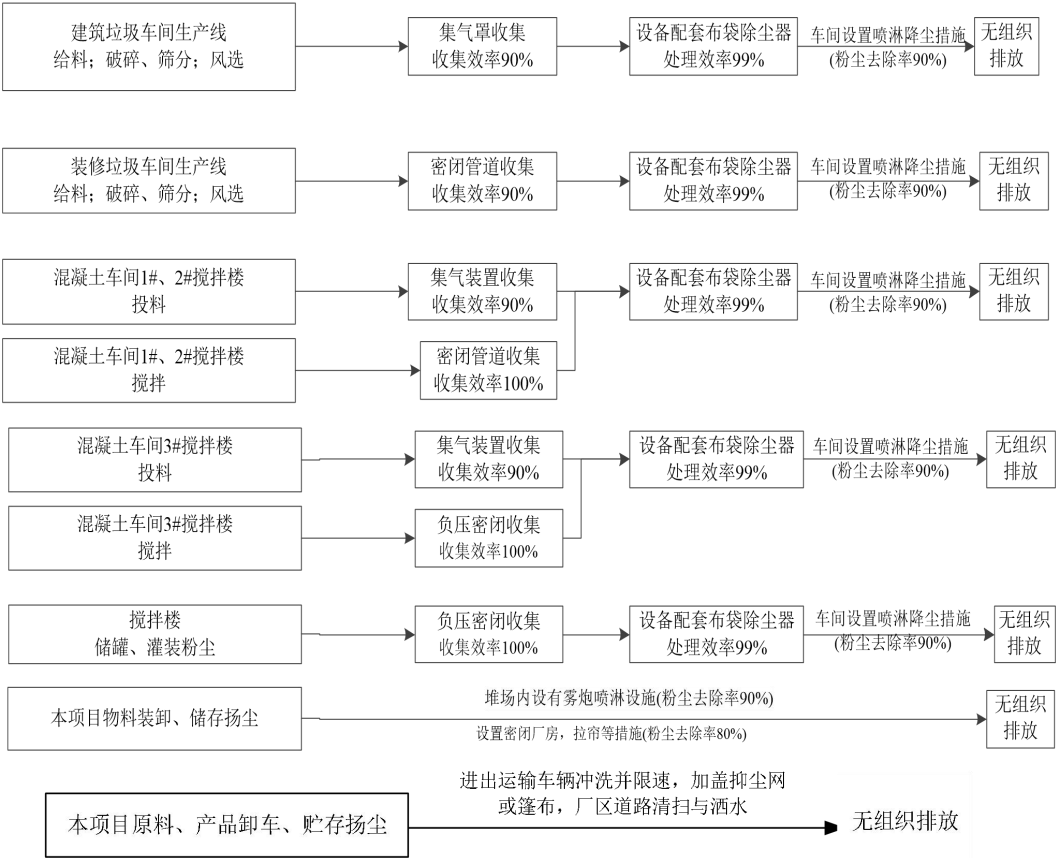 建筑垃圾车间生产线
给料；破碎、筛分；风选
集气罩收集
收集效率90%
设备配套布袋除尘器
处理效率99%
车间设置喷淋降尘措施
(粉尘去除率90%)
无组织
排放
装修垃圾车间生产线
给料；破碎、筛分；风选
密闭管道收集
收集效率90%
设备配套布袋除尘器
处理效率99%
车间设置喷淋降尘措施
(粉尘去除率90%)
无组织
排放
混凝土车间1#、2#搅拌楼
投料
集气装置收集
收集效率90%
设备配套布袋除尘器
处理效率99%
车间设置喷淋降尘措施
(粉尘去除率90%)
无组织
排放
混凝土车间1#、2#搅拌楼
搅拌
密闭管道收集
收集效率100%
混凝土车间3#搅拌楼
投料
集气装置收集
收集效率90%
设备配套布袋除尘器
处理效率99%
车间设置喷淋降尘措施
(粉尘去除率90%)
无组织
排放
混凝土车间3#搅拌楼
搅拌
负压密闭收集
收集效率100%
搅拌楼
储罐、灌装粉尘
负压密闭收集
收集效率100%
设备配套布袋除尘器
处理效率99%
车间设置喷淋降尘措施
(粉尘去除率90%)
无组织
排放
本项目物料装卸、储存扬尘
堆场内设有雾炮喷淋设施(粉尘去除率90%)
设置密闭厂房，拉帘等措施(粉尘去除率80%)
无组织
排放
本项目原料、产品卸车、贮存扬尘
进出运输车辆冲洗并限速，加盖抑尘网
或篷布，厂区道路清扫与洒水
无组织排放